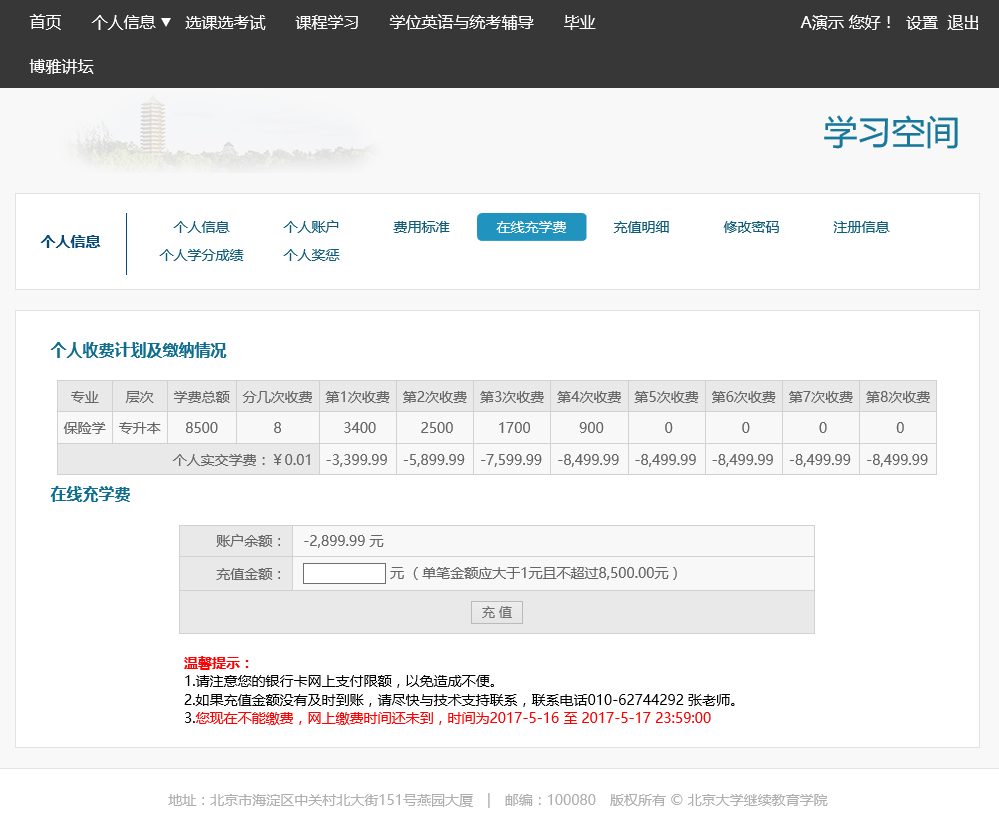 首页 个人信息▼ 选课选考试 课程学习 学位英语与统考辅导 毕业 A演示 您好！ 设置 退出
博雅讲坛
学习空间
个人信息
个人信息 个人账户 费用标准 在线充学费 充值明细 修改密码 注册信息
个人学分成绩 个人奖惩
个人收费计划及缴纳情况
专业 层次 学费总额 分几次收费 第1次收费 第2次收费 第3次收费 第4次收费 第5次收费 第6次收费 第7次收费 第8次收费
保险学 专升本 8500 8 3400 2500 1700 900 0 0 0 0
个人实交学费：￥0.01 -3,399.99 -5,899.99 -7,599.99 -8,499.99 -8,499.99 -8,499.99 -8,499.99 -8,499.99
在线充学费
账户余额： -2,899.99 元
充值金额： 元（单笔金额应大于1元且不超过8,500.00元）
充 值
温馨提示：
1.请注意您的银行卡网上支付限额，以免造成不便。
2.如果充值金额没有及时到账，请尽快与技术支持联系，联系电话010-62744292 张老师。
3.您现在不能缴费，网上缴费时间还未到，时间为2017-5-16 至 2017-5-17 23:59:00
地址：北京市海淀区中关村北大街151号燕园大厦 | 邮编：100080 版权所有 © 北京大学继续教育学院